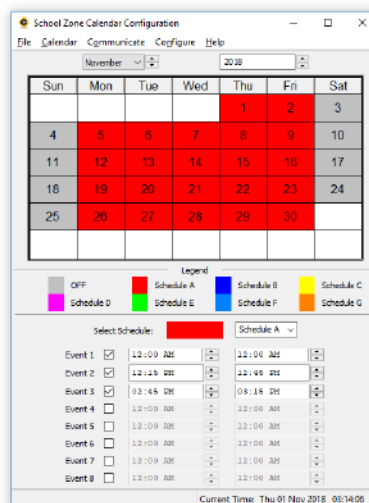 School Zone Calendar Configuration
File Calendar Communicate Configure Help
November 2018
Sun Mon Tue Wed Thu Fri Sat
1 2 3
4 5 6 7 8 9 10
11 12 13 14 15 16 17
18 19 20 21 22 23 24
25 26 27 28 29 30
Legend
OFF Schedule A Schedule B Schedule C
Schedule D Schedule E Schedule F Schedule G
Select Schedule: Schedule A
Event 1 12:00 AM 12:00 AM
Event 2 12:15 PM 12:45 PM
Event 3 02:45 PM 03:15 PM
Event 4 12:00 AM 12:00 AM
Event 5 12:00 AM 12:00 AM
Event 6 12:00 AM 12:00 AM
Event 7 12:00 AM 12:00 AM
Event 8 12:00 AM 12:00 AM
Current Time: Thu 01 Nov 2018 03:14:06